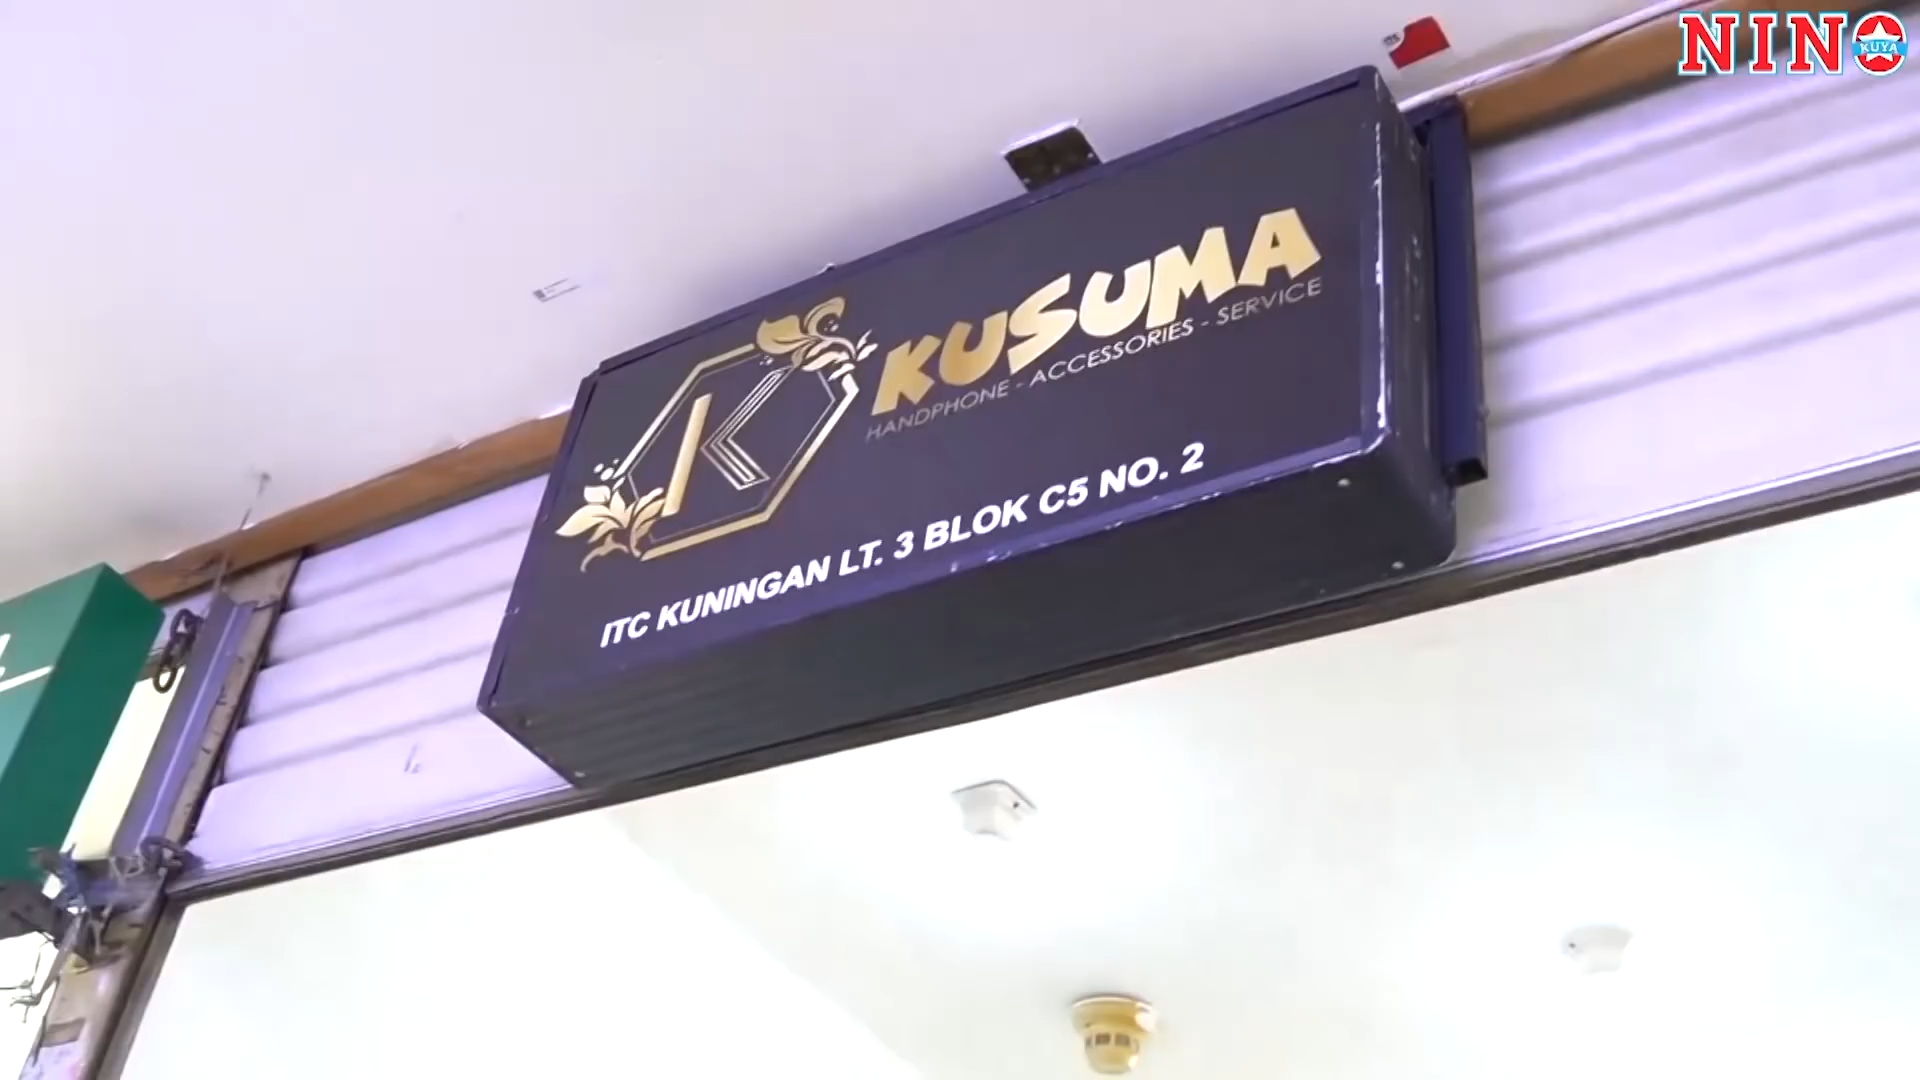 NINO
KUYA
K
KUSUMA
HANDPHONE - ACCESSORIES - SERVICE
ITC KUNINGAN LT. 3 BLOK C5 NO. 2